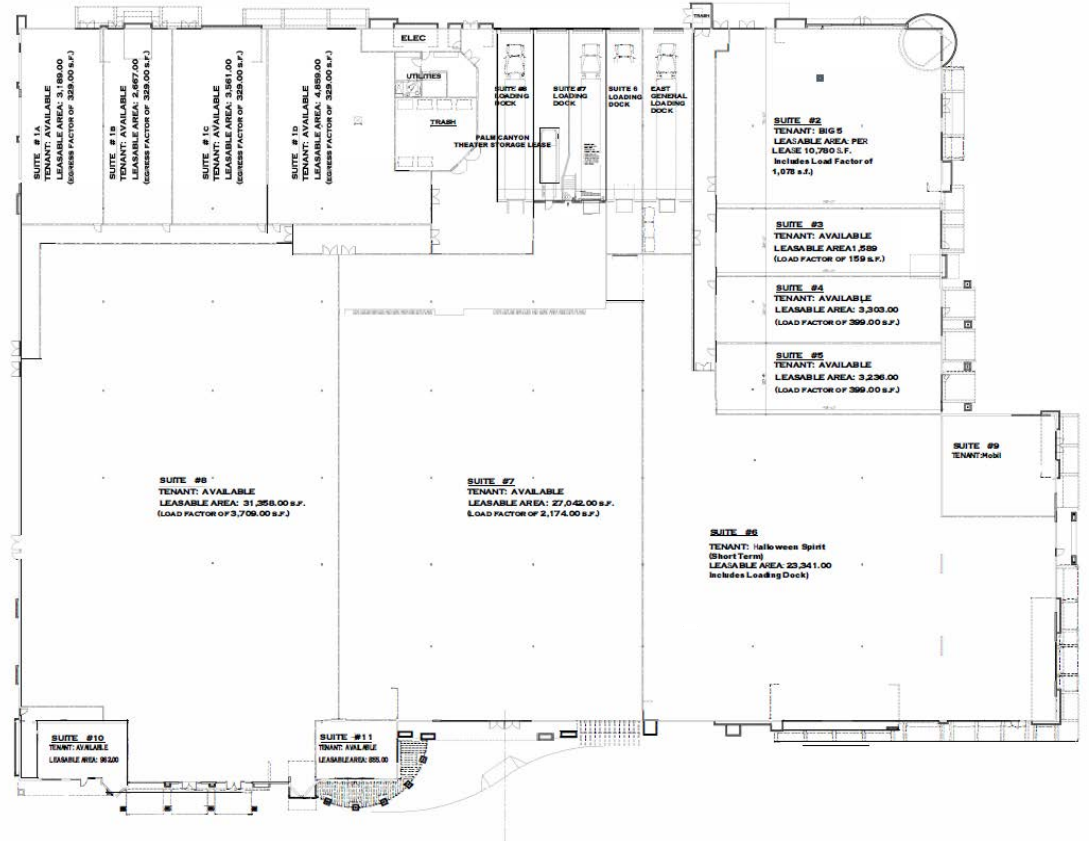 TRASH
ELEC
UTILITIES
TRASH
SUITE #1A
TENANT: AVAILABLE
LEASABLE AREA: 3,189.00
(EGRESS FACTOR OF 329.00 S.F.)
SUITE #1B
TENANT: AVAILABLE
LEASABLE AREA: 2,667.00
(EGRESS FACTOR OF 329.00 S.F.)
SUITE #1C
TENANT: AVAILABLE
LEASABLE AREA: 3,561.00
(EGRESS FACTOR OF 329.00 S.F.)
SUITE #1D
TENANT: AVAILABLE
LEASABLE AREA: 4,859.00
(EGRESS FACTOR OF 329.00 S.F.)
SUITE #8
LOADING
DOCK
SUITE #7
LOADING
DOCK
SUITE 6
LOADING
DOCK
EAST
GENERAL
LOADING
DOCK
PALM CANYON
THEATER STORAGE LEASE
SUITE #2
TENANT: BIG 5
LEASABLE AREA: PER
LEASE 10,780 S.F.
Includes Load Factor of
1,078 s.f.)
SUITE #3
TENANT: AVAILABLE
LEASABLE AREA1,589
(LOAD FACTOR OF 159 S.F.)
SUITE #4
TENANT: AVAILABLE
LEASABLE AREA: 3,303.00
(LOAD FACTOR OF 399.00 S.F.)
SUITE #5
TENANT: AVAILABLE
LEASABLE AREA: 3,236.00
(LOAD FACTOR OF 399.00 S.F.)
SUITE #9
TENANT:Mobil
SUITE #8
TENANT: AVAILABLE
LEASABLE AREA: 31,358.00 S.F.
(LOAD FACTOR OF 3,709.00 S.F.)
SUITE #7
TENANT: AVAILABLE
LEASABLE AREA: 27,042.00 S.F.
(LOAD FACTOR OF 2,174.00 S.F.)
SUITE #6
TENANT: Halloween Spirit
(Short Term)
LEASABLE AREA: 23,341.00
Includes Loading Dock)
SUITE #10
TENANT: AVAILABLE
LEASABLE AREA: 962.00
SUITE #11
TENANT: AVAILABLE
LEASABLE AREA: 855.00